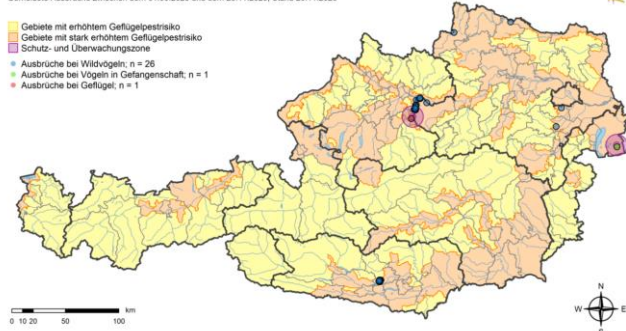 Gebiete mit erhöhtem Geflügelpestrisiko
Gebiete mit stark erhöhtem Geflügelpestrisiko
Schutz- und Überwachungszone
Ausbrüche bei Wildvögeln; n = 26
Ausbrüche bei Vögeln in Gefangenschaft; n = 1
Ausbrüche bei Geflügel; n = 1
km
0 10 20 50 100
N
W E